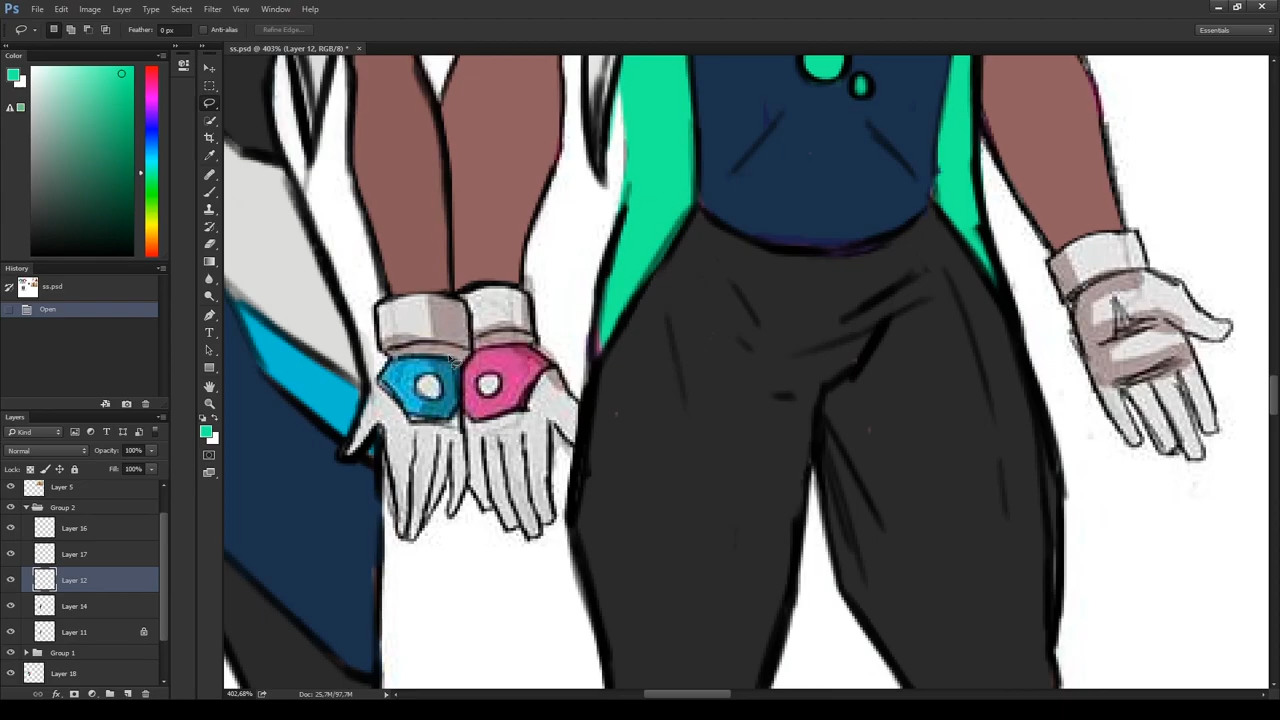 Ps File Edit Image Layer Type Select Filter View Window Help
Feather: 0 px Anti-alias Refine Edge... Essentials
ss.psd @ 403% (Layer 12, RGB/8) * ×
Color
History
ss.psd
Open
Layers
Kind
Normal Opacity: 100%
Lock: Fill: 100%
Layer 5
Group 2
Layer 16
Layer 17
Layer 12
Layer 14
Layer 11
Group 1
Layer 18
402,68% Doc: 25,7M/97,7M